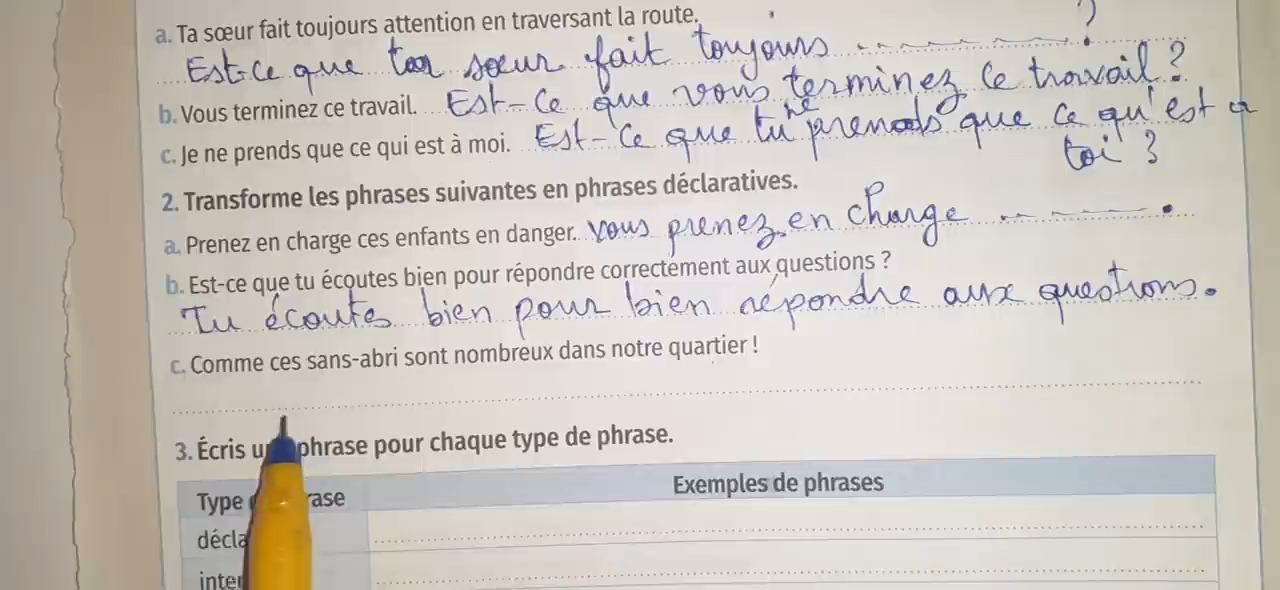 a. Ta sœur fait toujours attention en traversant la route.
Est-ce que ta sœur fait toujours ?
b. Vous terminez ce travail. Est-ce que vous terminez ce travail ?
c. Je ne prends que ce qui est à moi. Est-ce que tu ne prends que ce qu'est a
toi ?
2. Transforme les phrases suivantes en phrases déclaratives.
a. Prenez en charge ces enfants en danger. Vous prenez en charge .
b. Est-ce que tu écoutes bien pour répondre correctement aux questions ?
Tu écoutes bien pour bien répondre aux questions.
c. Comme ces sans-abri sont nombreux dans notre quartier !
3. Écris phrase pour chaque type de phrase.
Type Exemples de phrases
décla
inter